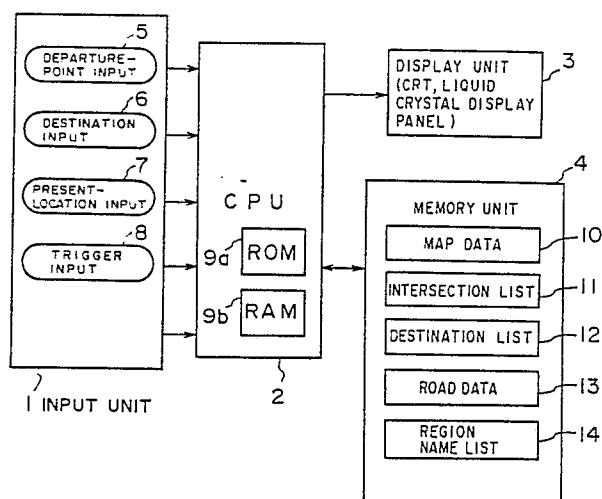 5
DEPARTURE-
POINT INPUT
6
DESTINATION
INPUT
7
PRESENT-
LOCATION INPUT
8
TRIGGER
INPUT
1 INPUT UNIT
CPU
9a
ROM
9b
RAM
2
DISPLAY UNIT
(CRT, LIQUID
CRYSTAL DISPLAY
PANEL)
3
4
MEMORY UNIT
MAP DATA
10
INTERSECTION LIST
11
DESTINATION LIST
12
ROAD DATA
13
REGION
NAME LIST
14